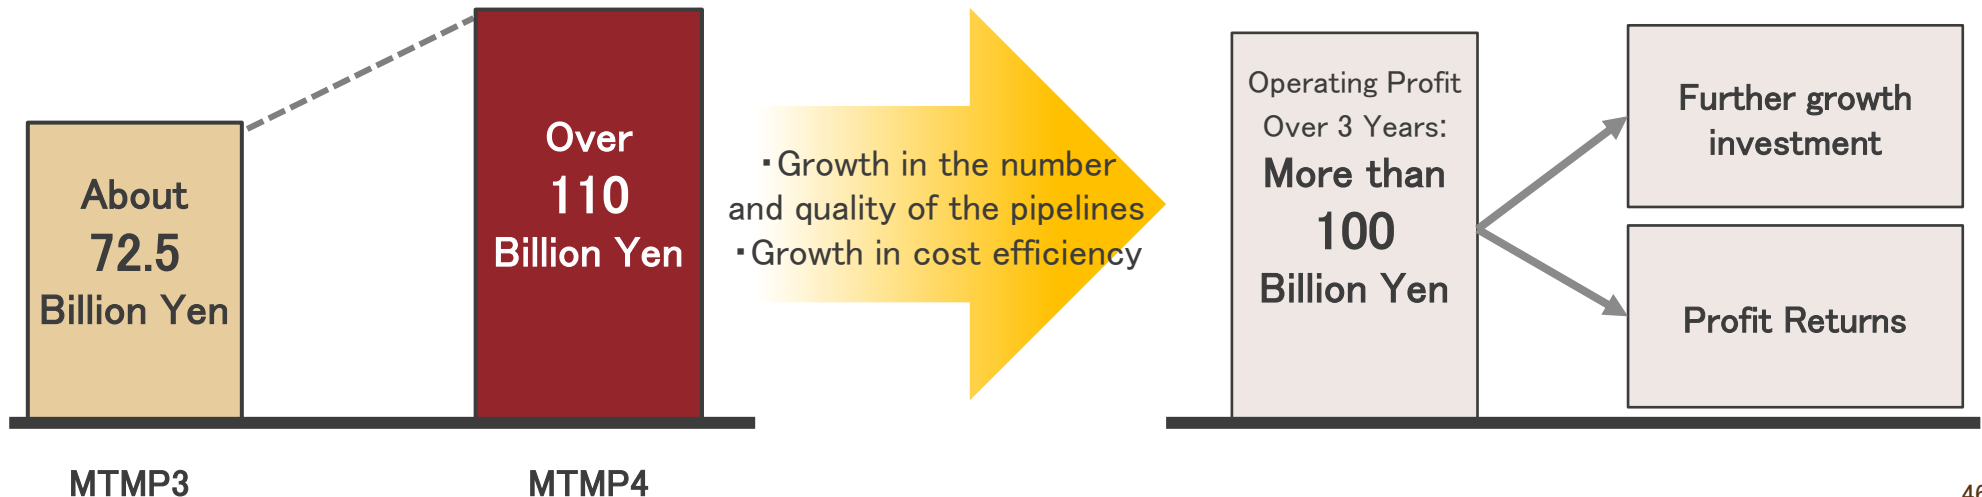 About
72.5
Billion Yen
MTMP3
Over
110
Billion Yen
MTMP4
・Growth in the number
and quality of the pipelines
・Growth in cost efficiency
Operating Profit
Over 3 Years:
More than
100
Billion Yen
Further growth
investment
Profit Returns
46